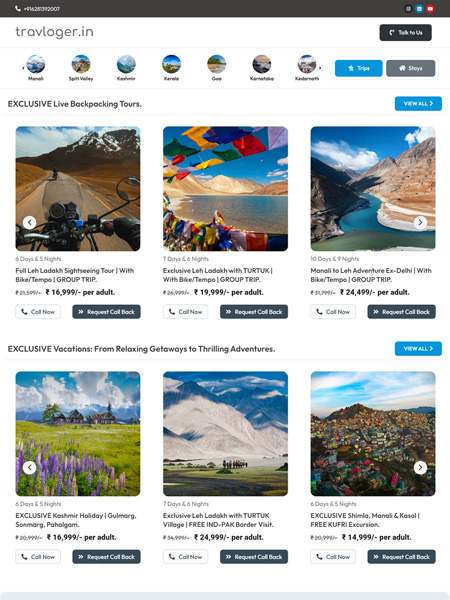 +916281392007
travloger.in
Talk to Us
Manali
Spiti Valley
Kashmir
Kerala
Goa
Karnataka
Kedarnath
Trips
Stays
EXCLUSIVE Live Backpacking Tours.
VIEW ALL
6 Days & 5 Nights
Full Leh Ladakh Sightseeing Tour | With
Bike/Tempo | GROUP TRIP.
₹ 21,599/- ₹ 16,999/- per adult.
Call Now
Request Call Back
7 Days & 6 Nights
Exclusive Leh Ladakh with TURTUK |
With Bike/Tempo | GROUP TRIP.
₹ 26,999/- ₹ 19,999/- per adult.
Call Now
Request Call Back
10 Days & 9 Nights
Manali to Leh Adventure Ex-Delhi | With
Bike/Tempo | GROUP TRIP.
₹ 31,799/- ₹ 24,499/- per adult.
Call Now
Request Call Back
EXCLUSIVE Vacations: From Relaxing Getaways to Thrilling Adventures.
VIEW ALL
6 Days & 5 Nights
EXCLUSIVE Kashmir Holiday | Gulmarg,
Sonmarg, Pahalgam.
₹ 20,999/- ₹ 16,999/- per adult.
Call Now
Request Call Back
7 Days & 6 Nights
Exclusive Leh Ladakh with TURTUK
Village | FREE IND-PAK Border Visit.
₹ 34,999/- ₹ 24,999/- per adult.
Call Now
Request Call Back
6 Days & 5 Nights
EXCLUSIVE Shimla, Manali & Kasol |
FREE KUFRI Excursion.
₹ 20,999/- ₹ 14,999/- per adult.
Call Now
Request Call Back